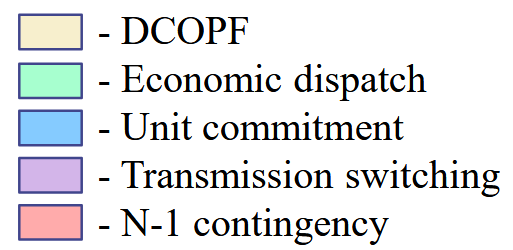 - DCOPF
- Economic dispatch
- Unit commitment
- Transmission switching
- N-1 contingency